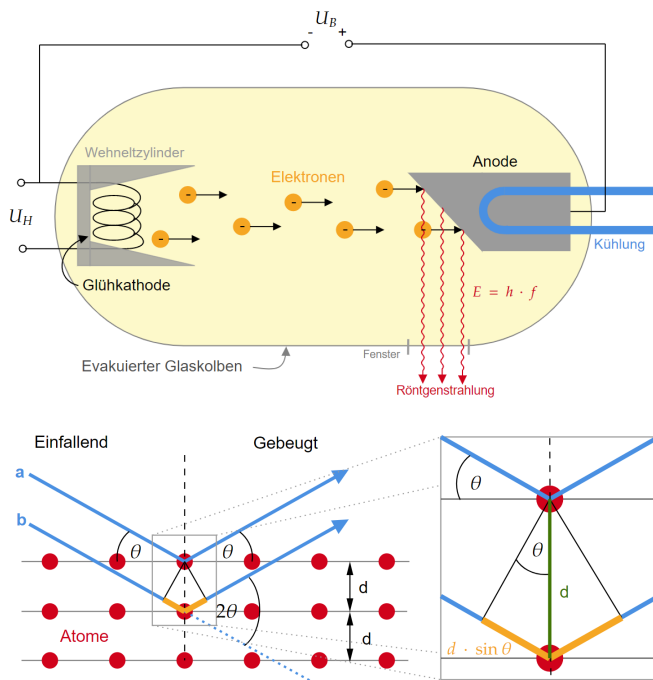 U_B
- +
Wehneltzylinder
Elektronen
Anode
U_H
- - - - - - -
Kühlung
Glühkathode
E = h · f
Evakuierter Glaskolben
Fenster
Röntgenstrahlung
Einfallend
Gebeugt
a
b
θ
θ
d
2θ
d
Atome
θ
θ
d
d · sin θ